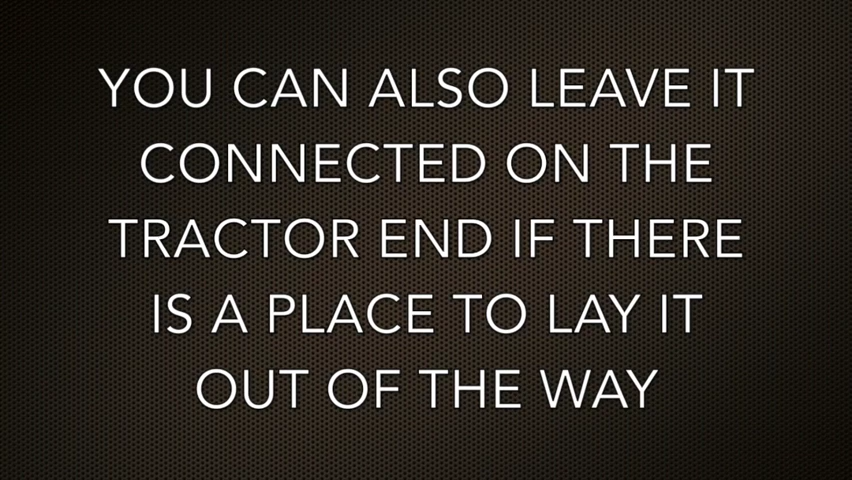 YOU CAN ALSO LEAVE IT
CONNECTED ON THE
TRACTOR END IF THERE
IS A PLACE TO LAY IT
OUT OF THE WAY